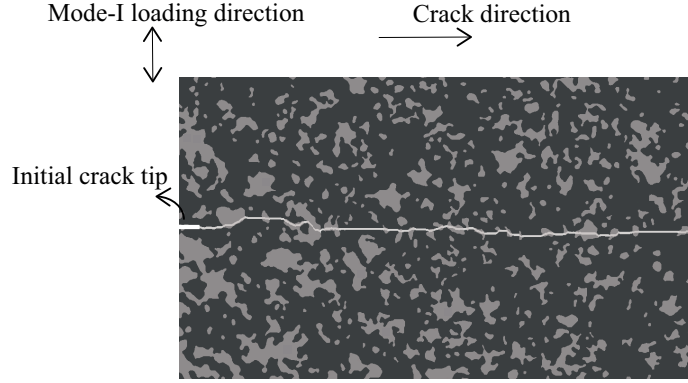 Mode-I loading direction
Crack direction
Initial crack tip